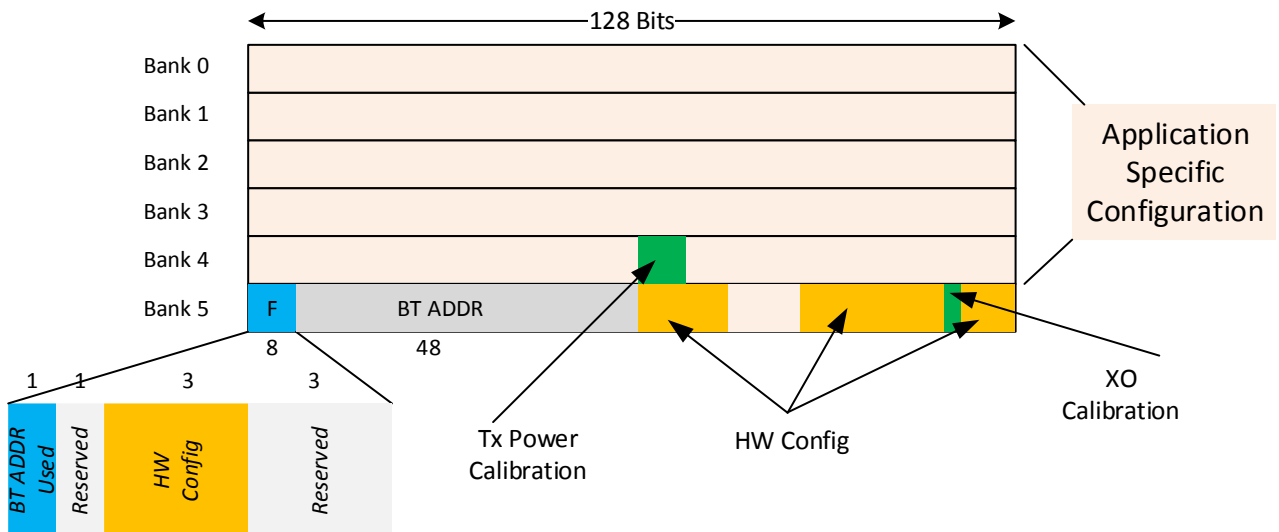 128 Bits
Bank 0
Bank 1
Bank 2
Bank 3
Bank 4
Bank 5
F
BT ADDR
8
48
Application
Specific
Configuration
1
1
3
3
BT ADDR
Used
Reserved
HW
Config
Reserved
Tx Power
Calibration
HW Config
XO
Calibration